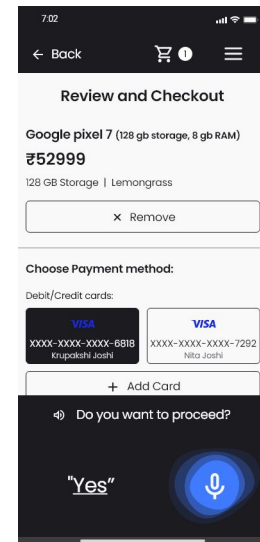 7:02
← Back
1
Review and Checkout
Google pixel 7 (128 gb storage, 8 gb RAM)
₹52999
128 GB Storage | Lemongrass
× Remove
Choose Payment method:
Debit/Credit cards:
VISA VISA
XXXX-XXXX-XXXX-6818 XXXX-XXXX-XXXX-7292
Krupakshi Joshi Nita Joshi
+ Add Card
Do you want to proceed?
"Yes"